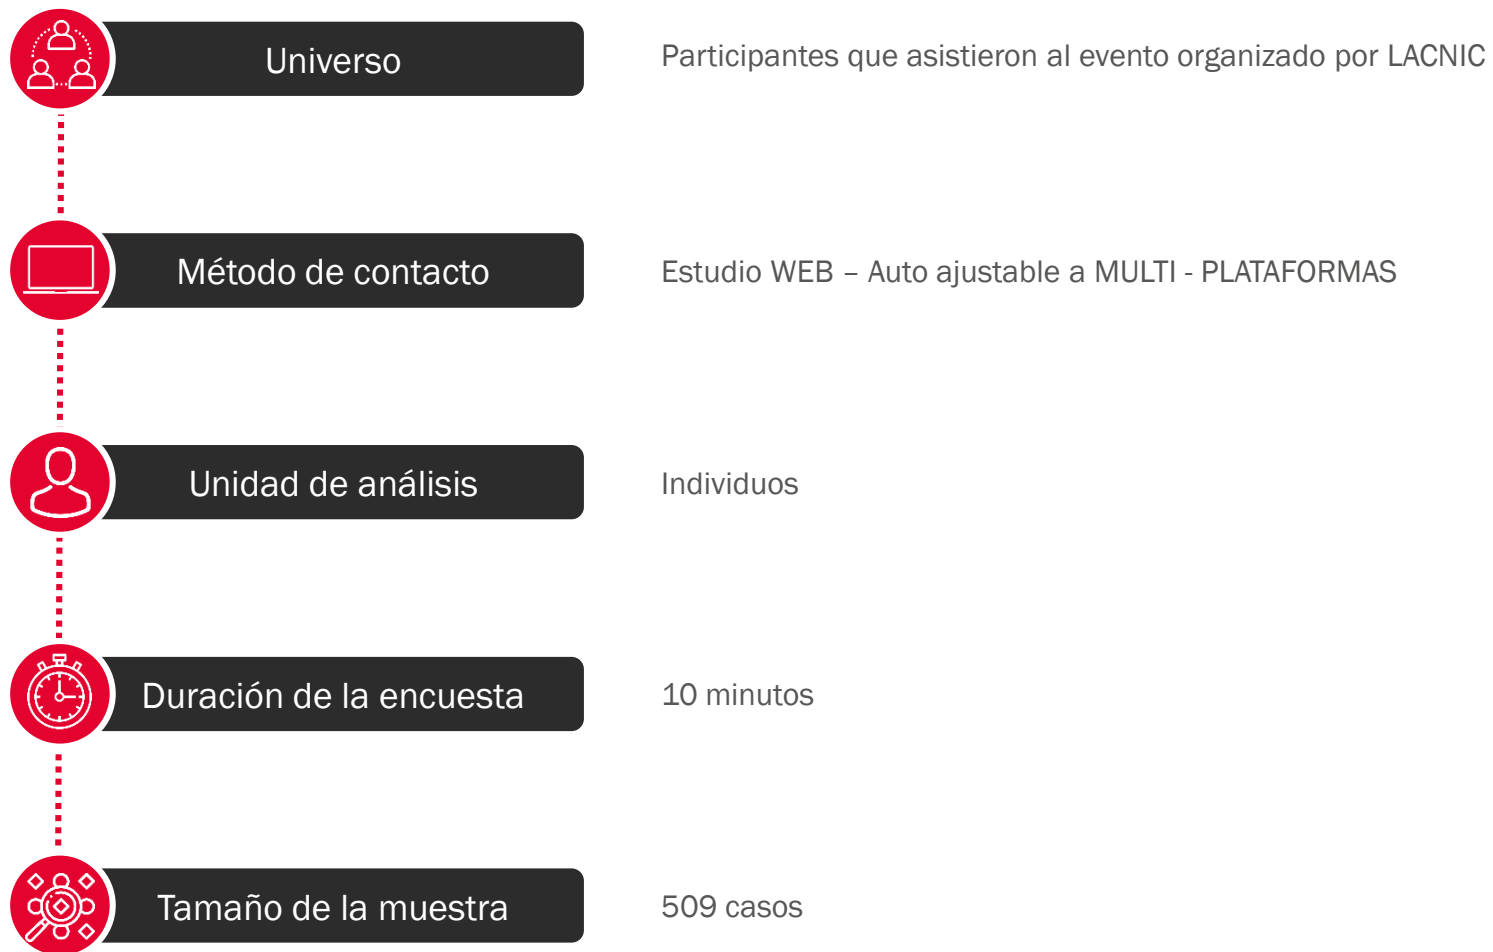 Universo
Participantes que asistieron al evento organizado por LACNIC
Método de contacto
Estudio WEB – Auto ajustable a MULTI - PLATAFORMAS
Unidad de análisis
Individuos
Duración de la encuesta
10 minutos
Tamaño de la muestra
509 casos